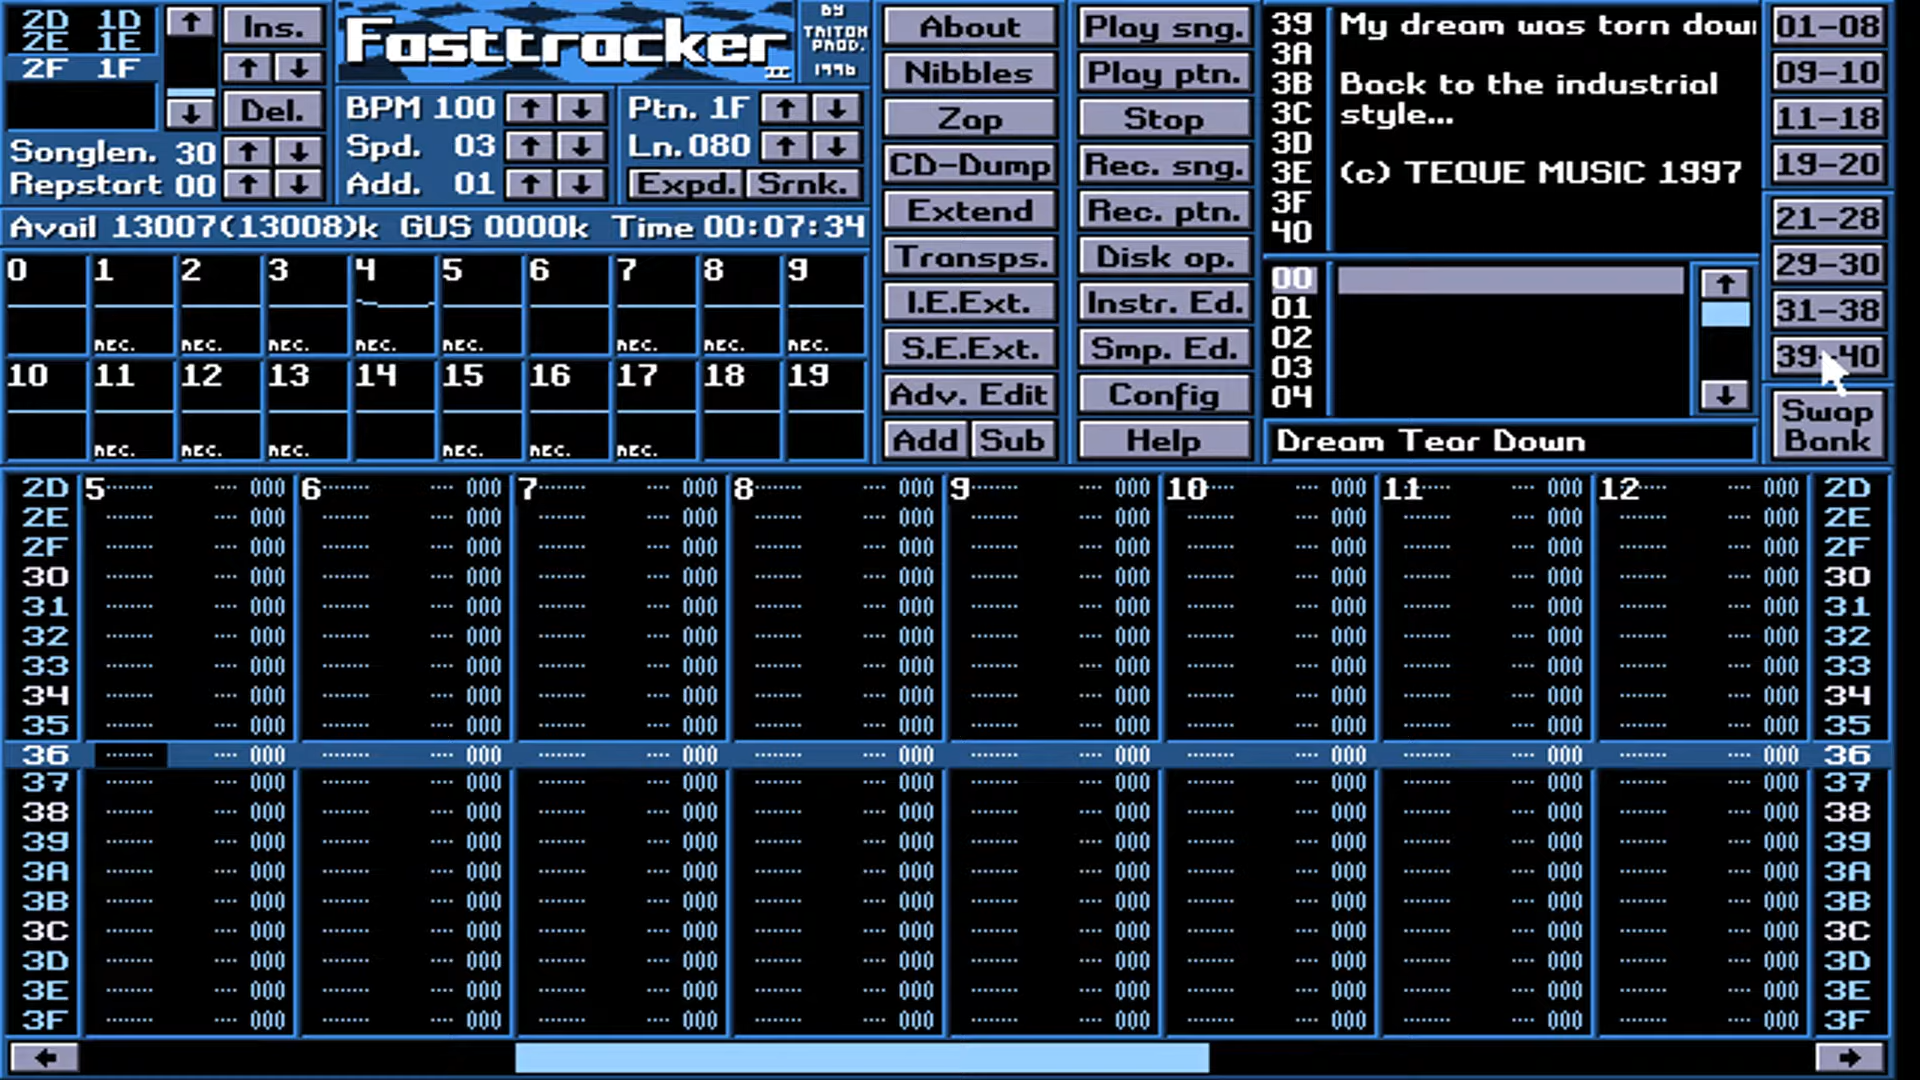 2D 1D
2E 1E
2F 1F
Ins.
Del.
Songlen. 30
Repstart 00
Fasttracker II
BY TRITON PROD. 1996
BPM 100
Spd. 03
Add. 01
Ptn. 1F
Ln. 080
Expd. Srnk.
Avail 13007(13008)k GUS 0000k Time 00:07:34
0 1 2 3 4 5 6 7 8 9
REC. REC. REC. REC. REC. REC. REC. REC. REC.
10 11 12 13 14 15 16 17 18 19
REC. REC. REC. REC. REC. REC.
About
Nibbles
Zap
CD-Dump
Extend
Transps.
I.E.Ext.
S.E.Ext.
Adv. Edit
Add Sub
Play sng.
Play ptn.
Stop
Rec. sng.
Rec. ptn.
Disk op.
Instr. Ed.
Smp. Ed.
Config
Help
39 My dream was torn down
3A
3B Back to the industrial
3C style...
3D
3E (c) TEQUE MUSIC 1997
3F
40
00
01
02
03
04
Dream Tear Down
01-08
09-10
11-18
19-20
21-28
29-30
31-38
39-40
Swap
Bank
2D 5 000 6 000 7 000 8 000 9 000 10 000 11 000 12 000 2D
2E 000 000 000 000 000 000 000 000 2E
2F 000 000 000 000 000 000 000 000 2F
30 000 000 000 000 000 000 000 000 30
31 000 000 000 000 000 000 000 000 31
32 000 000 000 000 000 000 000 000 32
33 000 000 000 000 000 000 000 000 33
34 000 000 000 000 000 000 000 000 34
35 000 000 000 000 000 000 000 000 35
36 000 000 000 000 000 000 000 000 36
37 000 000 000 000 000 000 000 000 37
38 000 000 000 000 000 000 000 000 38
39 000 000 000 000 000 000 000 000 39
3A 000 000 000 000 000 000 000 000 3A
3B 000 000 000 000 000 000 000 000 3B
3C 000 000 000 000 000 000 000 000 3C
3D 000 000 000 000 000 000 000 000 3D
3E 000 000 000 000 000 000 000 000 3E
3F 000 000 000 000 000 000 000 000 3F